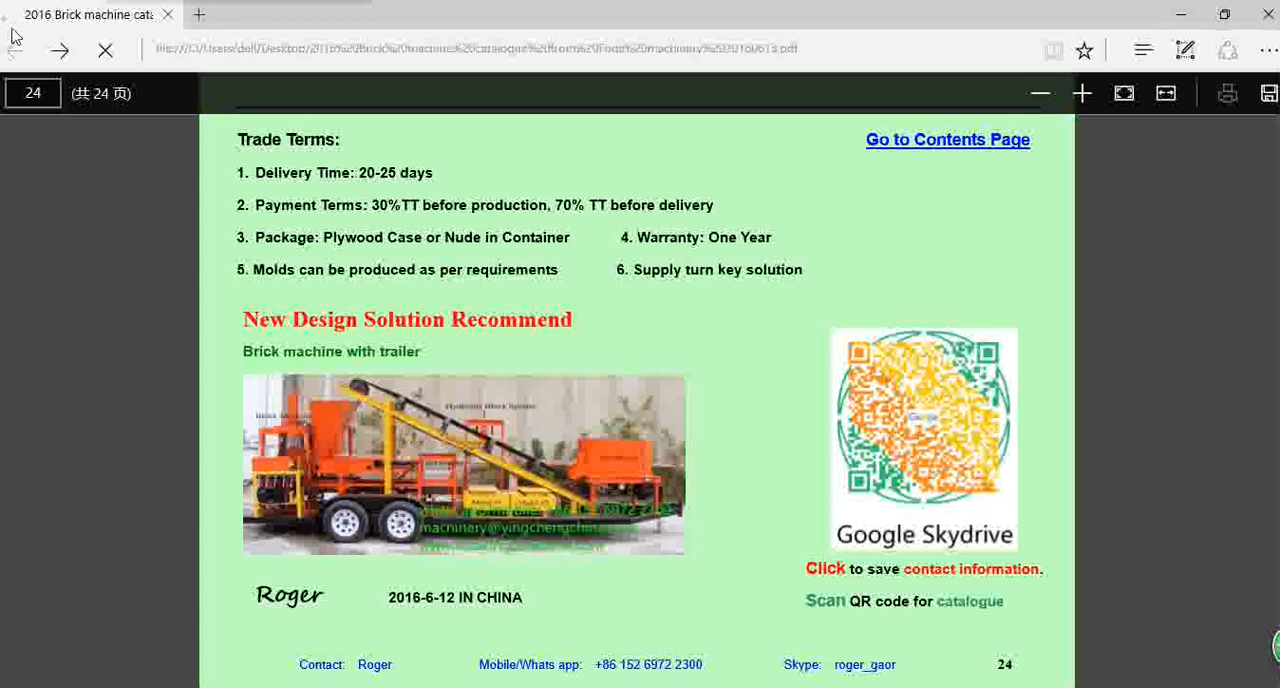 2016 Brick machine cata
24 (共 24 页)
Trade Terms:
Go to Contents Page
1. Delivery Time: 20-25 days
2. Payment Terms: 30%TT before production, 70% TT before delivery
3. Package: Plywood Case or Nude in Container 4. Warranty: One Year
5. Molds can be produced as per requirements 6. Supply turn key solution
New Design Solution Recommend
Brick machine with trailer
machinery@yingchengchin
Google
Google Skydrive
Click to save contact information.
Scan QR code for catalogue
Roger 2016-6-12 IN CHINA
Contact: Roger Mobile/Whats app: +86 152 6972 2300 Skype: roger_gaor 24